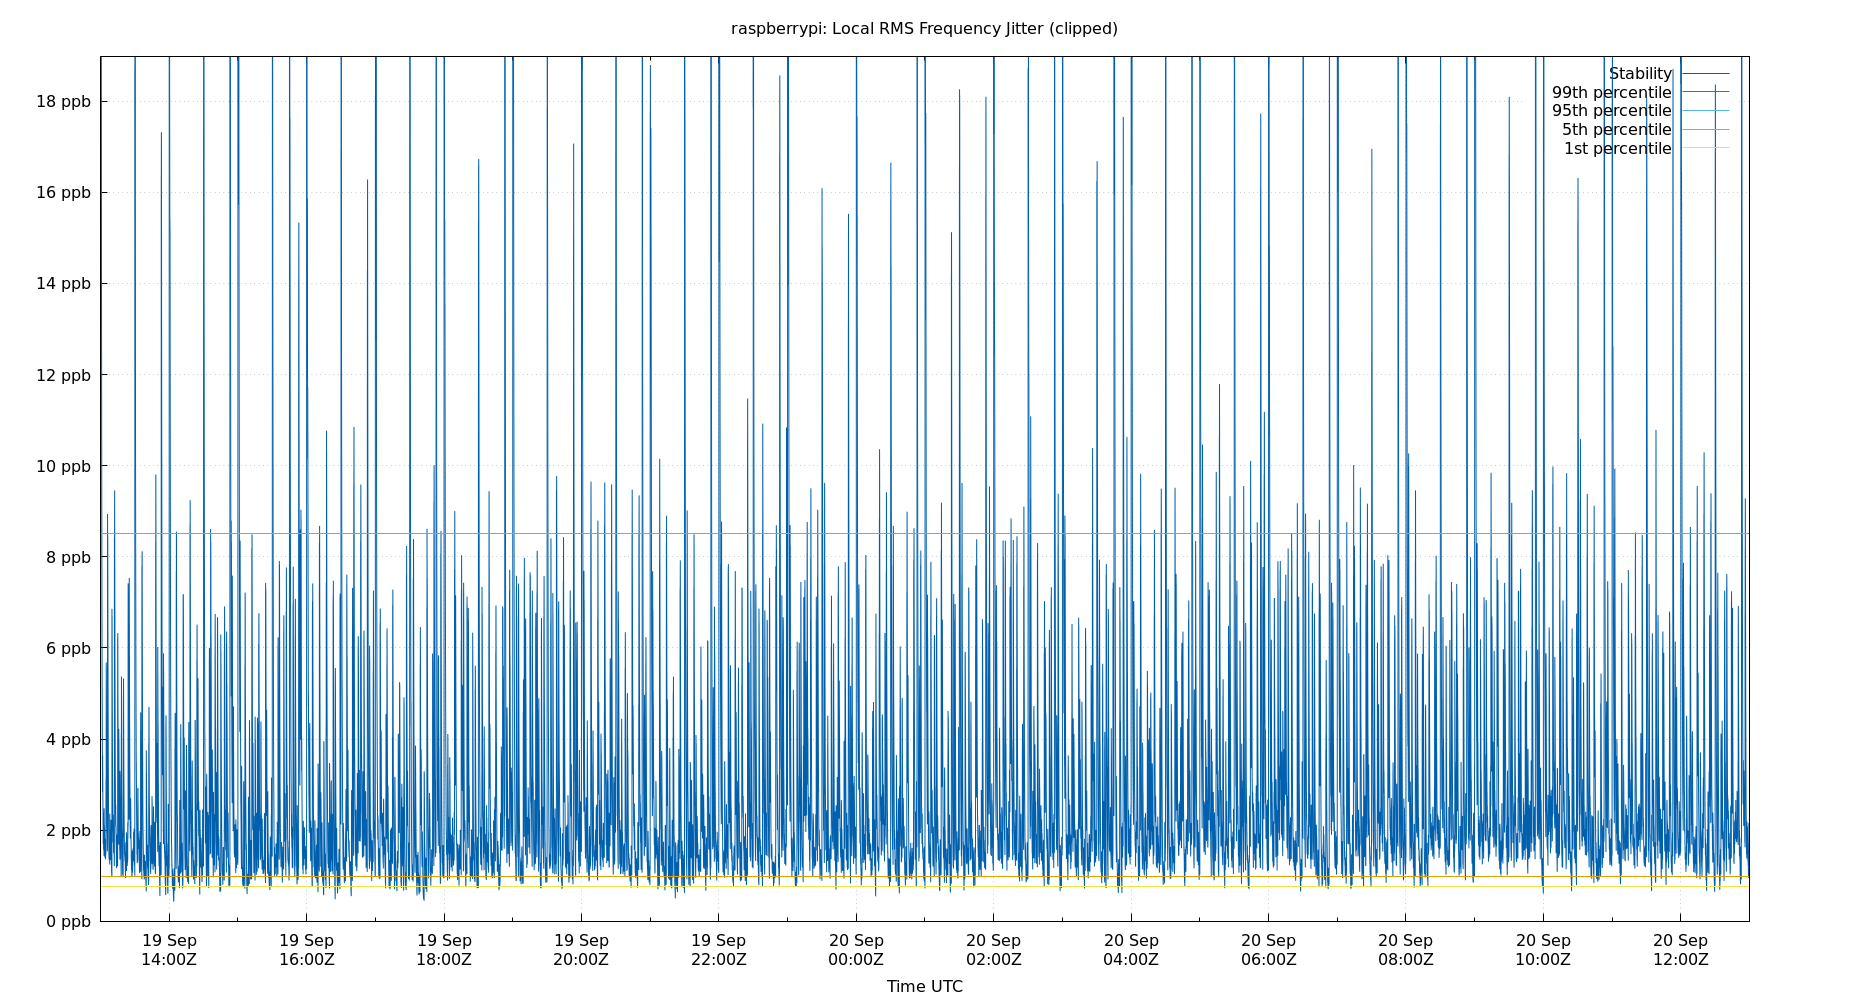 raspberrypi: Local RMS Frequency Jitter (clipped)
Stability
99th percentile
95th percentile
5th percentile
1st percentile
18 ppb
16 ppb
14 ppb
12 ppb
10 ppb
8 ppb
6 ppb
4 ppb
2 ppb
0 ppb
19 Sep 19 Sep 19 Sep 19 Sep 19 Sep 20 Sep 20 Sep 20 Sep 20 Sep 20 Sep 20 Sep 20 Sep
14:00Z 16:00Z 18:00Z 20:00Z 22:00Z 00:00Z 02:00Z 04:00Z 06:00Z 08:00Z 10:00Z 12:00Z
Time UTC